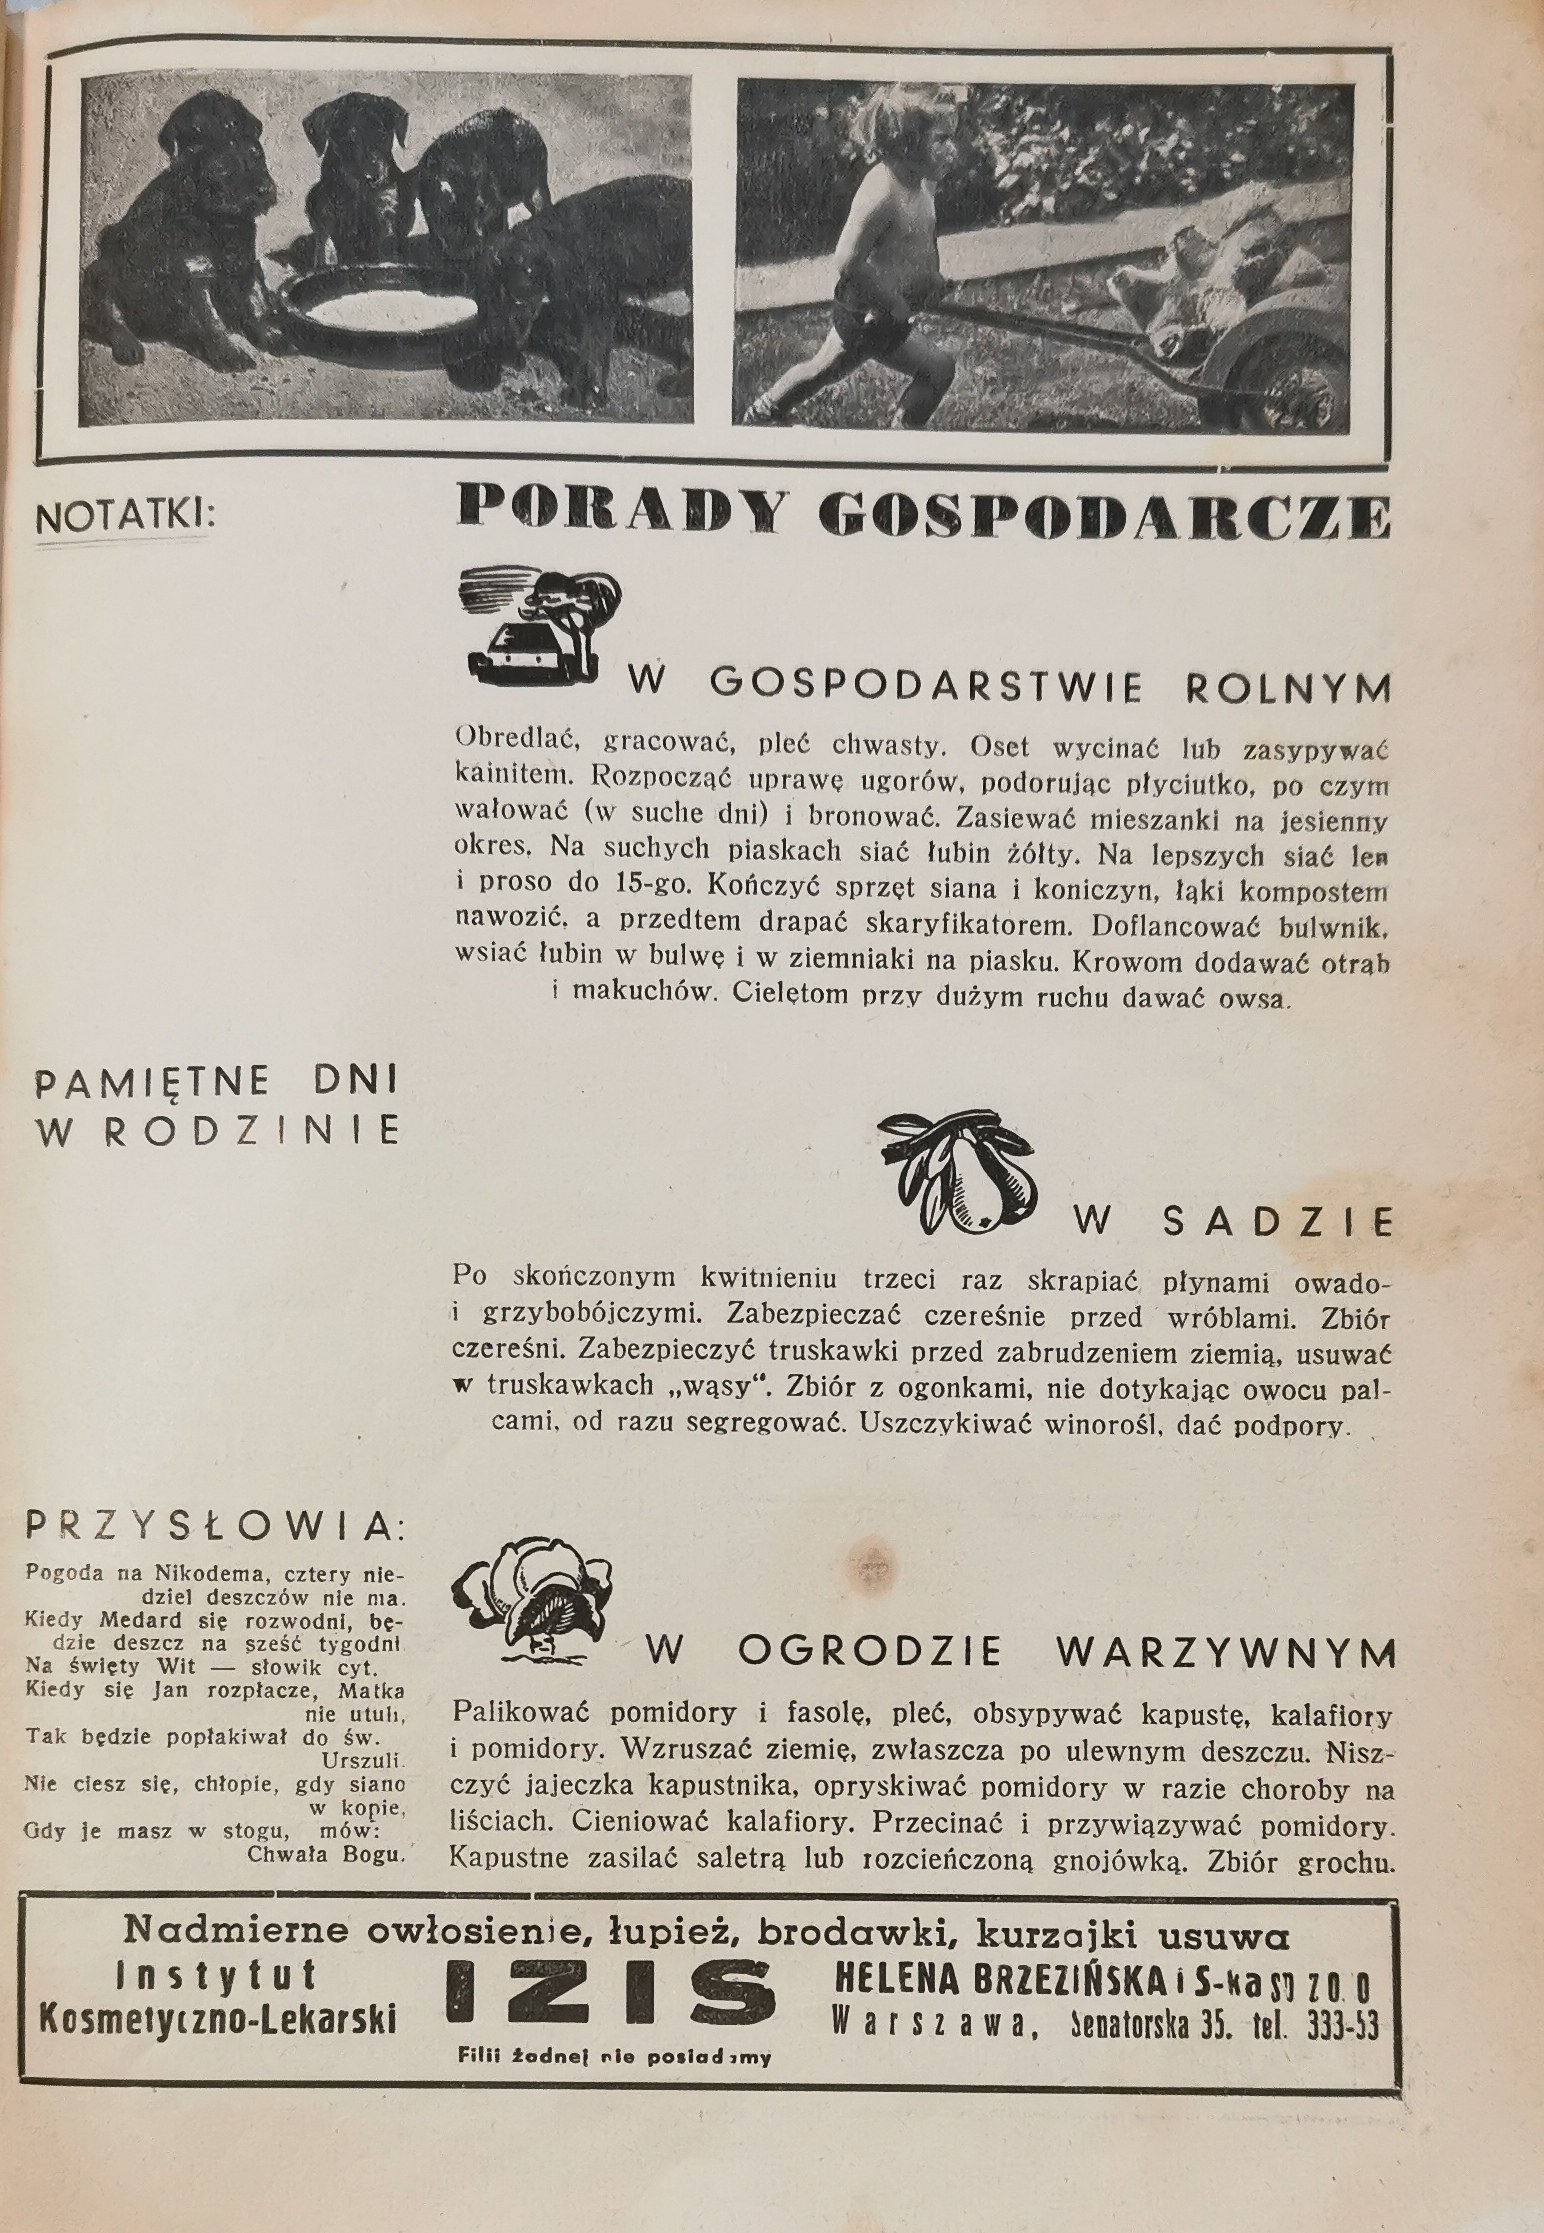 NOTATKI:
PORADY GOSPODARCZE
W GOSPODARSTWIE ROLNYM
Obredlać, gracować, pleć chwasty. Oset wycinać lub zasypywać
kainitem. Rozpocząć uprawę ugorów, podorując płyciutko, po czym
wałować (w suche dni) i bronować. Zasiewać mieszanki na jesienny
okres. Na suchych piaskach siać łubin żółty. Na lepszych siać len
i proso do 15-go. Kończyć sprzęt siana i koniczyn, łąki kompostem
nawozić, a przedtem drapać skaryfikatorem. Doflancować bulwnik,
wsiać łubin w bulwę i w ziemniaki na piasku. Krowom dodawać otrąb
i makuchów. Cielętom przy dużym ruchu dawać owsa.
PAMIĘTNE DNI
W RODZINIE
W SADZIE
Po skończonym kwitnieniu trzeci raz skrapiać płynami owado-
i grzybobójczymi. Zabezpieczać czereśnie przed wróblami. Zbiór
czereśni. Zabezpieczyć truskawki przed zabrudzeniem ziemią, usuwać
w truskawkach „wąsy“. Zbiór z ogonkami, nie dotykając owocu pal-
cami, od razu segregować. Uszczykiwać winorośl, dać podpory.
PRZYSŁOWIA:
Pogoda na Nikodema, cztery nie-
dziel deszczów nie ma.
Kiedy Medard się rozwodni, bę-
dzie deszcz na sześć tygodni
Na święty Wit — słowik cyt.
Kiedy się Jan rozpłacze, Matka
nie utuli,
Tak będzie popłakiwał do św.
Urszuli.
Nie ciesz się, chłopie, gdy siano
w kopie,
Gdy je masz w stogu, mów:
Chwała Bogu.
W OGRODZIE WARZYWNYM
Palikować pomidory i fasolę, pleć, obsypywać kapustę, kalafiory
i pomidory. Wzruszać ziemię, zwłaszcza po ulewnym deszczu. Nisz-
czyć jajeczka kapustnika, opryskiwać pomidory w razie choroby na
liściach. Cieniować kalafiory. Przecinać i przywiązywać pomidory.
Kapustne zasilać saletrą lub rozcieńczoną gnojówką. Zbiór grochu.
Nadmierne owłosienie, łupież, brodawki, kurzajki usuwa
Instytut
Kosmetyczno-Lekarski
IZIS
Filii żadnej nie posiadamy
HELENA BRZEZIŃSKA i S-ka sp z o. o
Warszawa, Senatorska 35. tel. 333-53